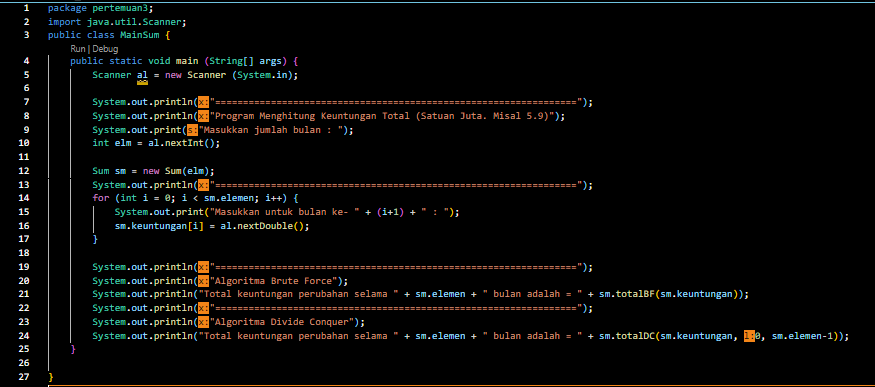 1 package pertemuan3;
2 import java.util.Scanner;
3 public class MainSum {
Run | Debug
4 public static void main (String[] args) {
5 Scanner al = new Scanner (System.in);
6
7 System.out.println(x:"==================================================================");
8 System.out.println(x:"Program Menghitung Keuntungan Total (Satuan Juta. Misal 5.9)");
9 System.out.print(s:"Masukkan jumlah bulan : ");
10 int elm = al.nextInt();
11
12 Sum sm = new Sum(elm);
13 System.out.println(x:"==================================================================");
14 for (int i = 0; i < sm.elemen; i++) {
15 System.out.print("Masukkan untuk bulan ke- " + (i+1) + " : ");
16 sm.keuntungan[i] = al.nextDouble();
17 }
18
19 System.out.println(x:"==================================================================");
20 System.out.println(x:"Algoritma Brute Force");
21 System.out.println("Total keuntungan perubahan selama " + sm.elemen + " bulan adalah = " + sm.totalBF(sm.keuntungan));
22 System.out.println(x:"==================================================================");
23 System.out.println(x:"Algoritma Divide Conquer");
24 System.out.println("Total keuntungan perubahan selama " + sm.elemen + " bulan adalah = " + sm.totalDC(sm.keuntungan, l:0, sm.elemen-1));
25 }
26
27 }